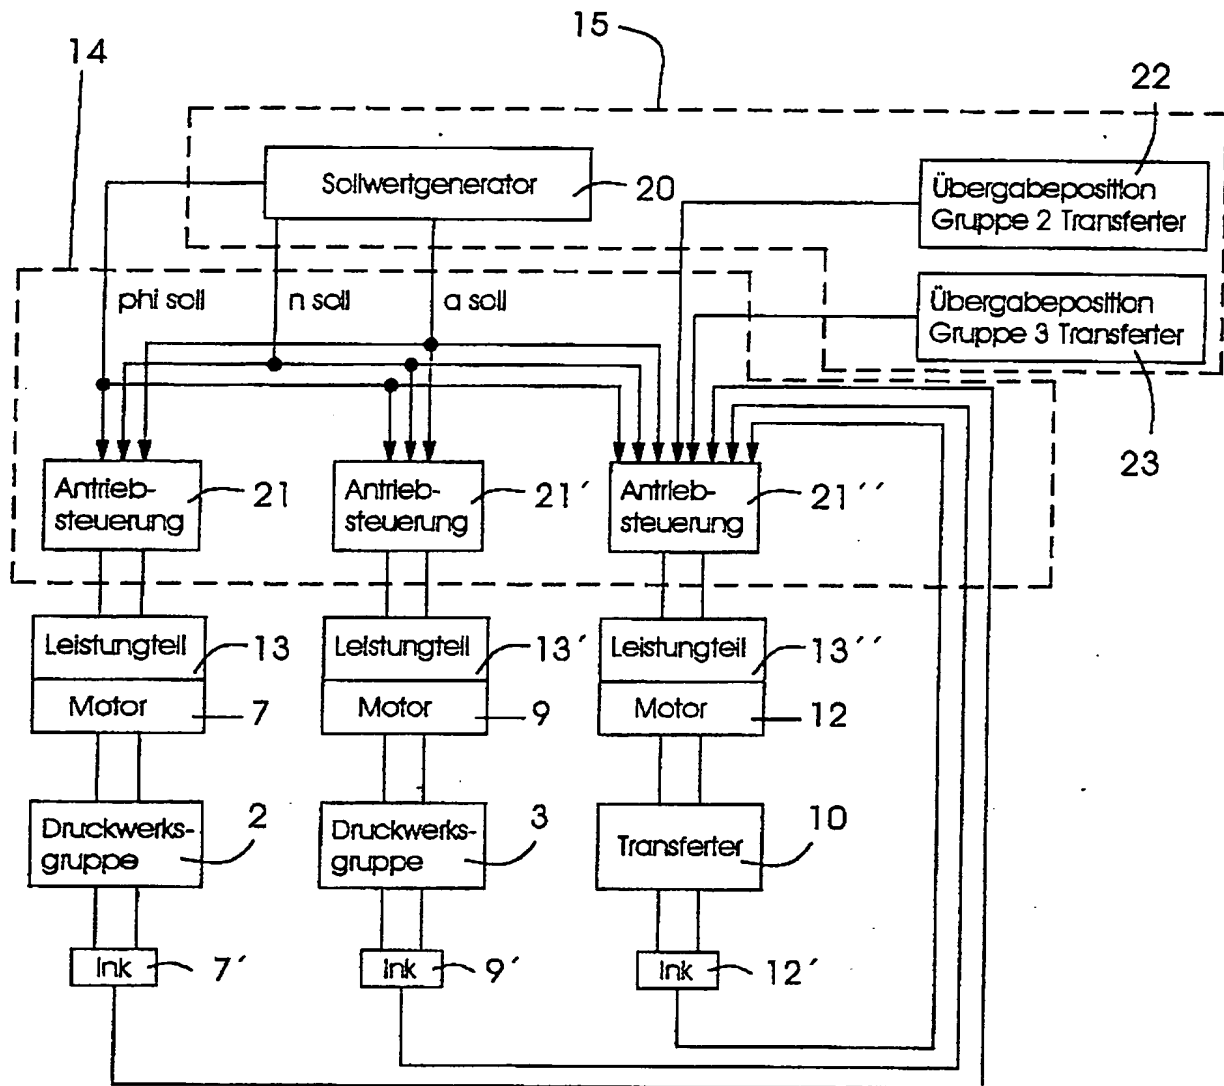 15
14
22
Sollwertgenerator
20
Übergabeposition
Gruppe 2 Transferter
phi soll
n soll
a soll
Übergabeposition
Gruppe 3 Transferter
23
Antrieb-
steuerung
21
Antrieb-
steuerung
21´
Antrieb-
steuerung
21´´
Leistungteil
13
Leistungteil
13´
Leistungteil
13´´
Motor
7
Motor
9
Motor
12
Druckwerks-
gruppe
2
Druckwerks-
gruppe
3
Transferter
10
Ink
7´
Ink
9´
Ink
12´